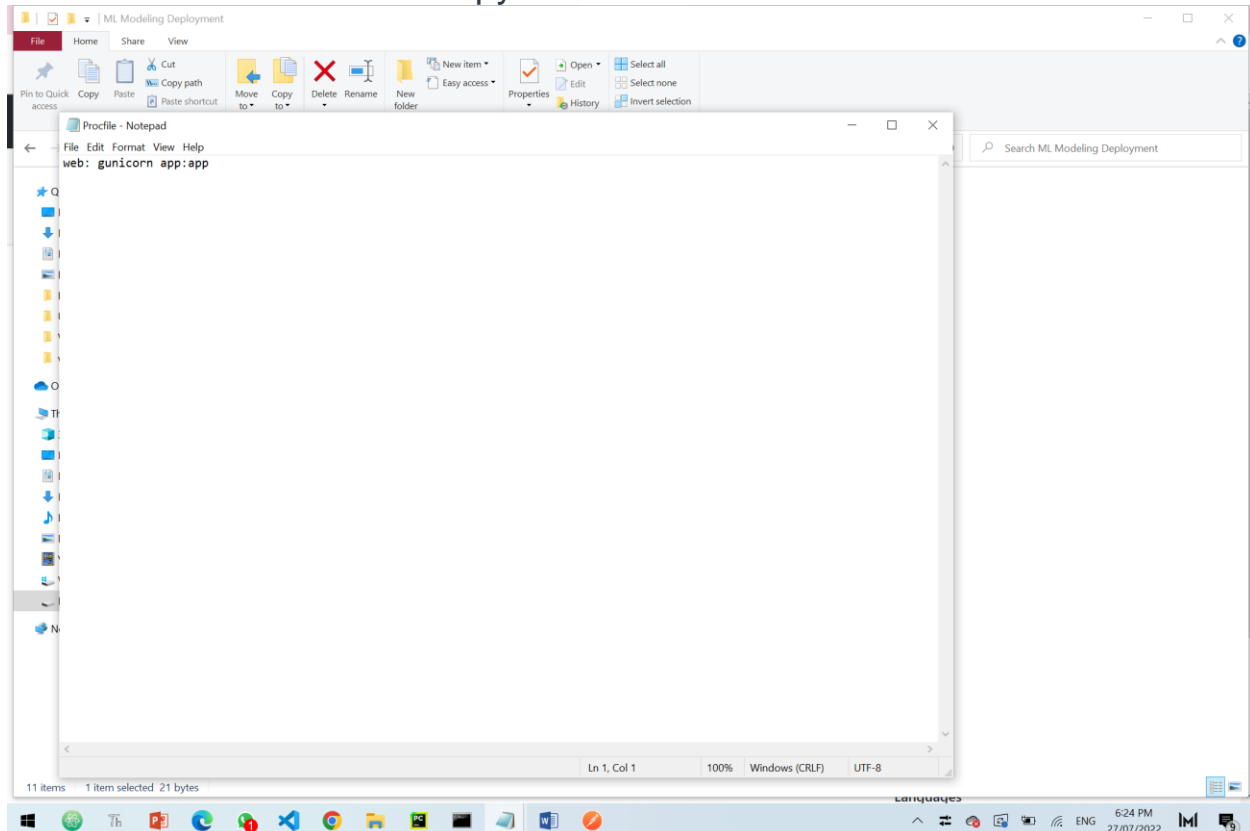 py
ML Modeling Deployment
File Home Share View
Pin to Quick access
Copy
Paste
Cut
Copy path
Paste shortcut
Move to
Copy to
Delete
Rename
New folder
New item
Easy access
Properties
Open
Edit
History
Select all
Select none
Invert selection
Procfile - Notepad
Search ML Modeling Deployment
File Edit Format View Help
web: gunicorn app:app
Ln 1, Col 1 100% Windows (CRLF) UTF-8
11 items 1 item selected 21 bytes
Languages
ENG
6:24 PM
27/07/2022